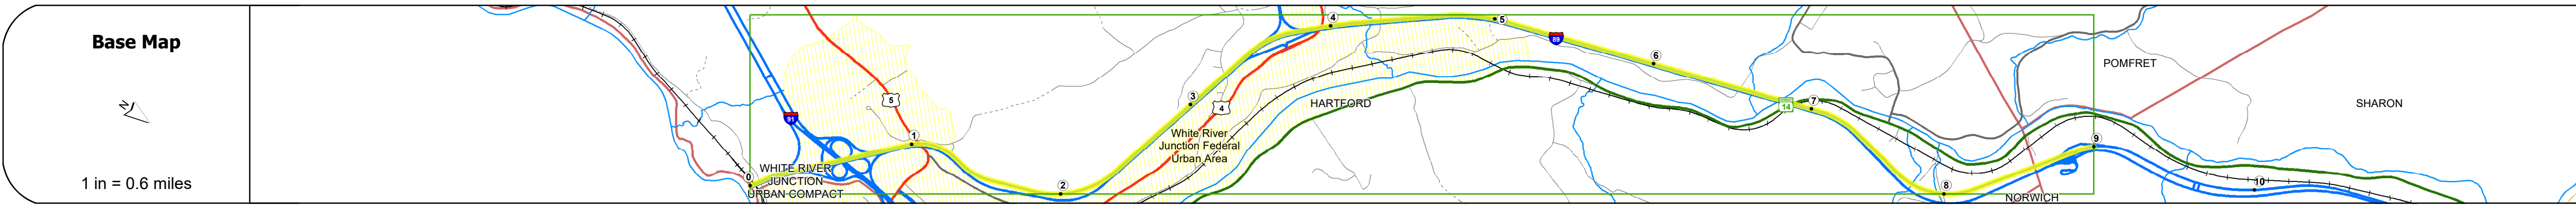 Base Map
N
1 in = 0.6 miles
0
WHITE RIVER
JUNCTION
URBAN COMPACT
91
5
1
2
3
4
White River
Junction Federal
Urban Area
4
HARTFORD
5
89
6
14
7
8
NORWICH
9
POMFRET
10
SHARON